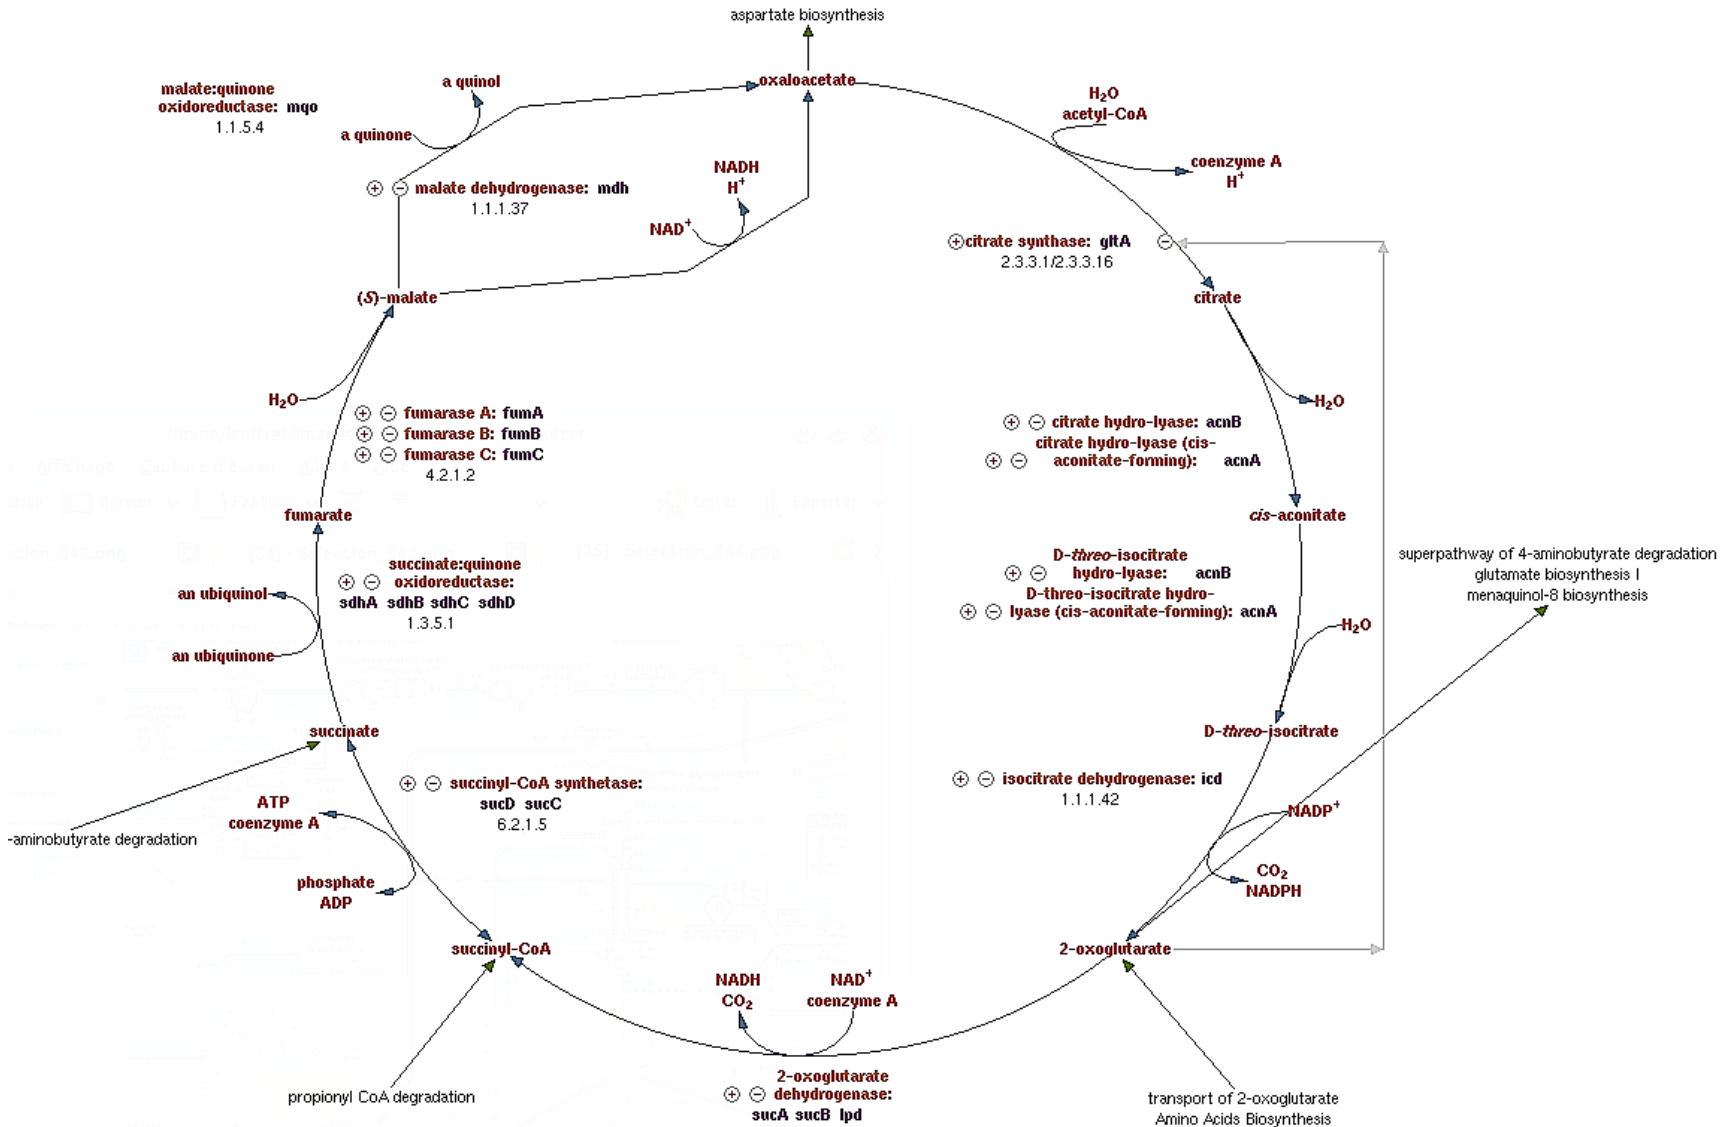 aspartate biosynthesis
oxaloacetate
malate:quinone
oxidoreductase: mqo
1.1.5.4
a quinol
a quinone
H2O
acetyl-CoA
coenzyme A
H+
NADH
H+
NAD+
⊕ ⊖ malate dehydrogenase: mdh
1.1.1.37
⊕ citrate synthase: gltA ⊖
2.3.3.1/2.3.3.16
(S)-malate
citrate
H2O
H2O
⊕ ⊖ fumarase A: fumA
⊕ ⊖ fumarase B: fumB
⊕ ⊖ fumarase C: fumC
4.2.1.2
⊕ ⊖ citrate hydro-lyase: acnB
citrate hydro-lyase (cis-
⊕ ⊖ aconitate-forming): acnA
fumarate
cis-aconitate
succinate:quinone
⊕ ⊖ oxidoreductase:
sdhA sdhB sdhC sdhD
1.3.5.1
an ubiquinol
an ubiquinone
D-threo-isocitrate
⊕ ⊖ hydro-lyase: acnB
D-threo-isocitrate hydro-
⊕ ⊖ lyase (cis-aconitate-forming): acnA
H2O
superpathway of 4-aminobutyrate degradation
glutamate biosynthesis I
menaquinol-8 biosynthesis
succinate
D-threo-isocitrate
⊕ ⊖ succinyl-CoA synthetase:
sucD sucC
6.2.1.5
⊕ ⊖ isocitrate dehydrogenase: icd
1.1.1.42
ATP
coenzyme A
phosphate
ADP
NADP+
CO2
NADPH
-aminobutyrate degradation
succinyl-CoA
2-oxoglutarate
NADH
CO2
NAD+
coenzyme A
2-oxoglutarate
⊕ ⊖ dehydrogenase:
sucA sucB lpd
propionyl CoA degradation
transport of 2-oxoglutarate
Amino Acids Biosynthesis